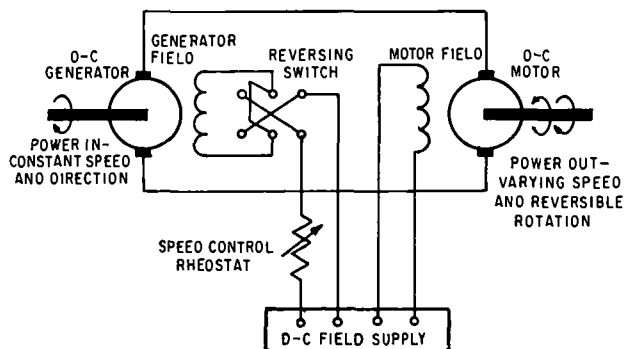 D-C
GENERATOR
GENERATOR
FIELD
REVERSING
SWITCH
MOTOR FIELD
D-C
MOTOR
POWER IN-
CONSTANT SPEED
AND DIRECTION
POWER OUT-
VARYING SPEED
AND REVERSIBLE
ROTATION
SPEED CONTROL
RHEOSTAT
D-C FIELD SUPPLY